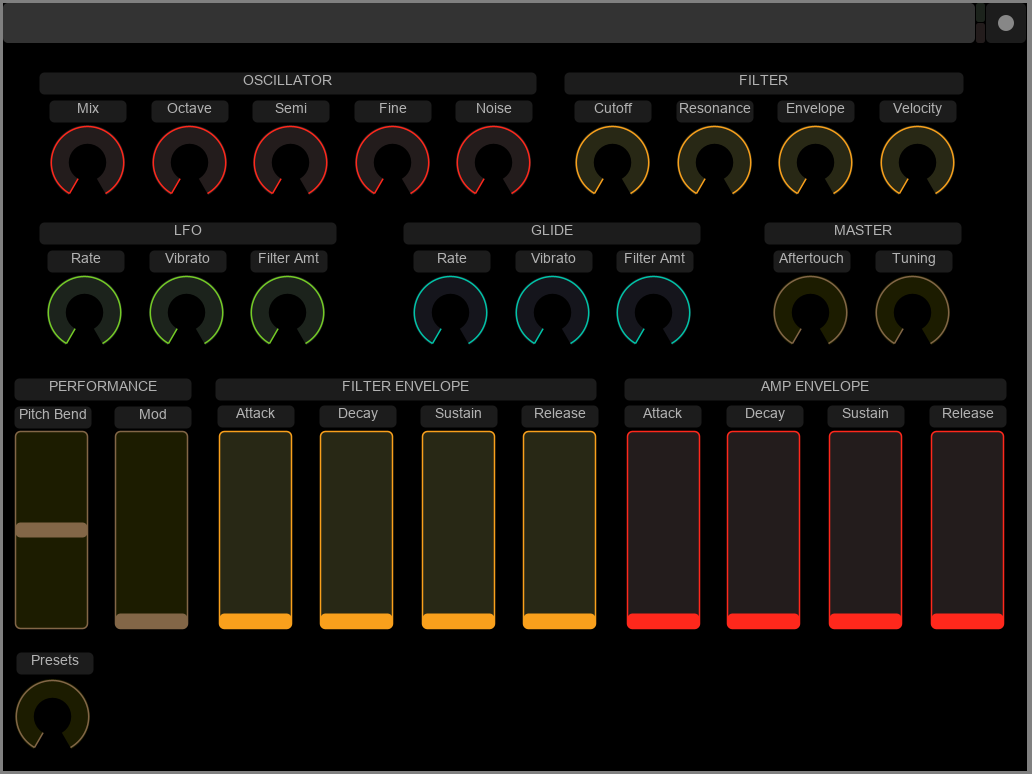 OSCILLATOR FILTER
Mix Octave Semi Fine Noise Cutoff Resonance Envelope Velocity
LFO GLIDE MASTER
Rate Vibrato Filter Amt Rate Vibrato Filter Amt Aftertouch Tuning
PERFORMANCE FILTER ENVELOPE AMP ENVELOPE
Pitch Bend Mod Attack Decay Sustain Release Attack Decay Sustain Release
Presets